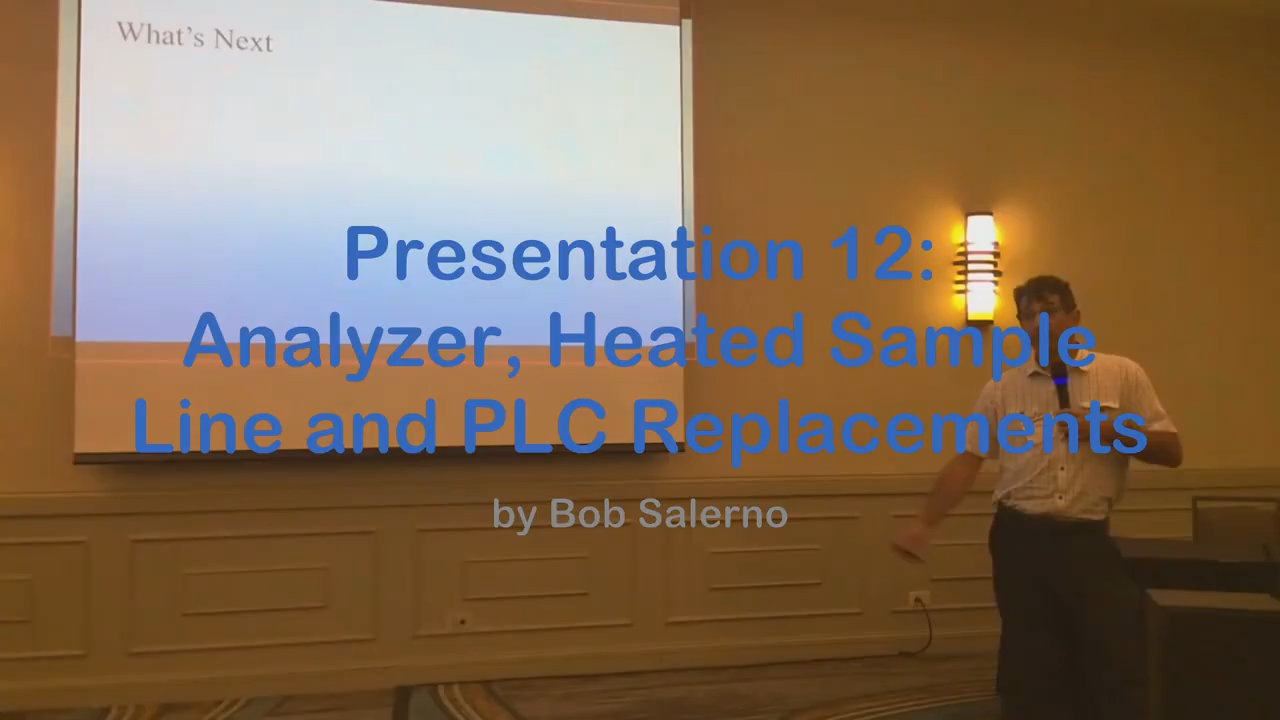 What's Next
Presentation 12:
Analyzer, Heated Sample
Line and PLC Replacements
by Bob Salerno